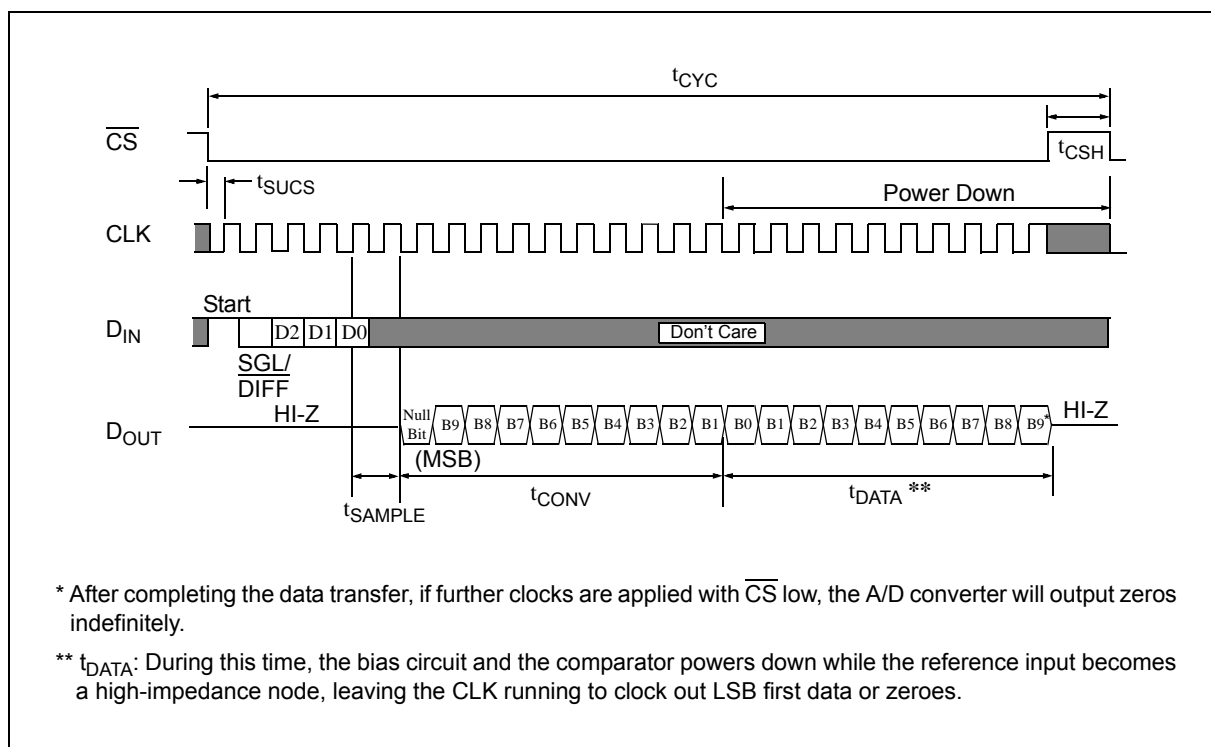 tCYC
CS
tCSH
tSUCS
Power Down
CLK
Start
DIN
D2 D1 D0
Don't Care
SGL/
DIFF
HI-Z
HI-Z
DOUT
Null
Bit
B9 B8 B7 B6 B5 B4 B3 B2 B1 B0 B1 B2 B3 B4 B5 B6 B7 B8 B9*
(MSB)
tSAMPLE
tCONV
tDATA **
* After completing the data transfer, if further clocks are applied with CS low, the A/D converter will output zeros
indefinitely.
** tDATA: During this time, the bias circuit and the comparator powers down while the reference input becomes
a high-impedance node, leaving the CLK running to clock out LSB first data or zeroes.